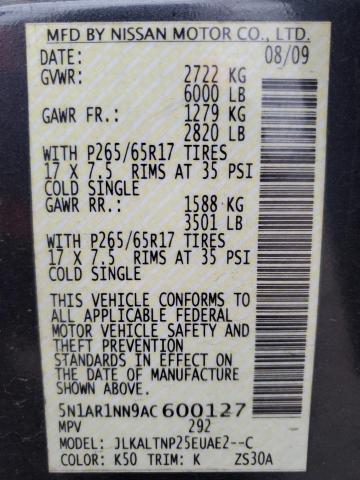 MFD BY NISSAN MOTOR CO., LTD.
DATE: 08/09
GVWR: 2722 KG
6000 LB
GAWR FR.: 1279 KG
2820 LB
WITH P265/65R17 TIRES
17 X 7.5 RIMS AT 35 PSI
COLD SINGLE
GAWR RR.: 1588 KG
3501 LB
WITH P265/65R17 TIRES
17 X 7.5 RIMS AT 35 PSI
COLD SINGLE
THIS VEHICLE CONFORMS TO
ALL APPLICABLE FEDERAL
MOTOR VEHICLE SAFETY AND
THEFT PREVENTION
STANDARDS IN EFFECT ON
THE DATE OF MANUFACTURE
SHOWN ABOVE.
5N1AR1NN9AC600127
MPV 292
MODEL: JLKALTNP25EUAE2--C
COLOR: K50 TRIM: K ZS30A